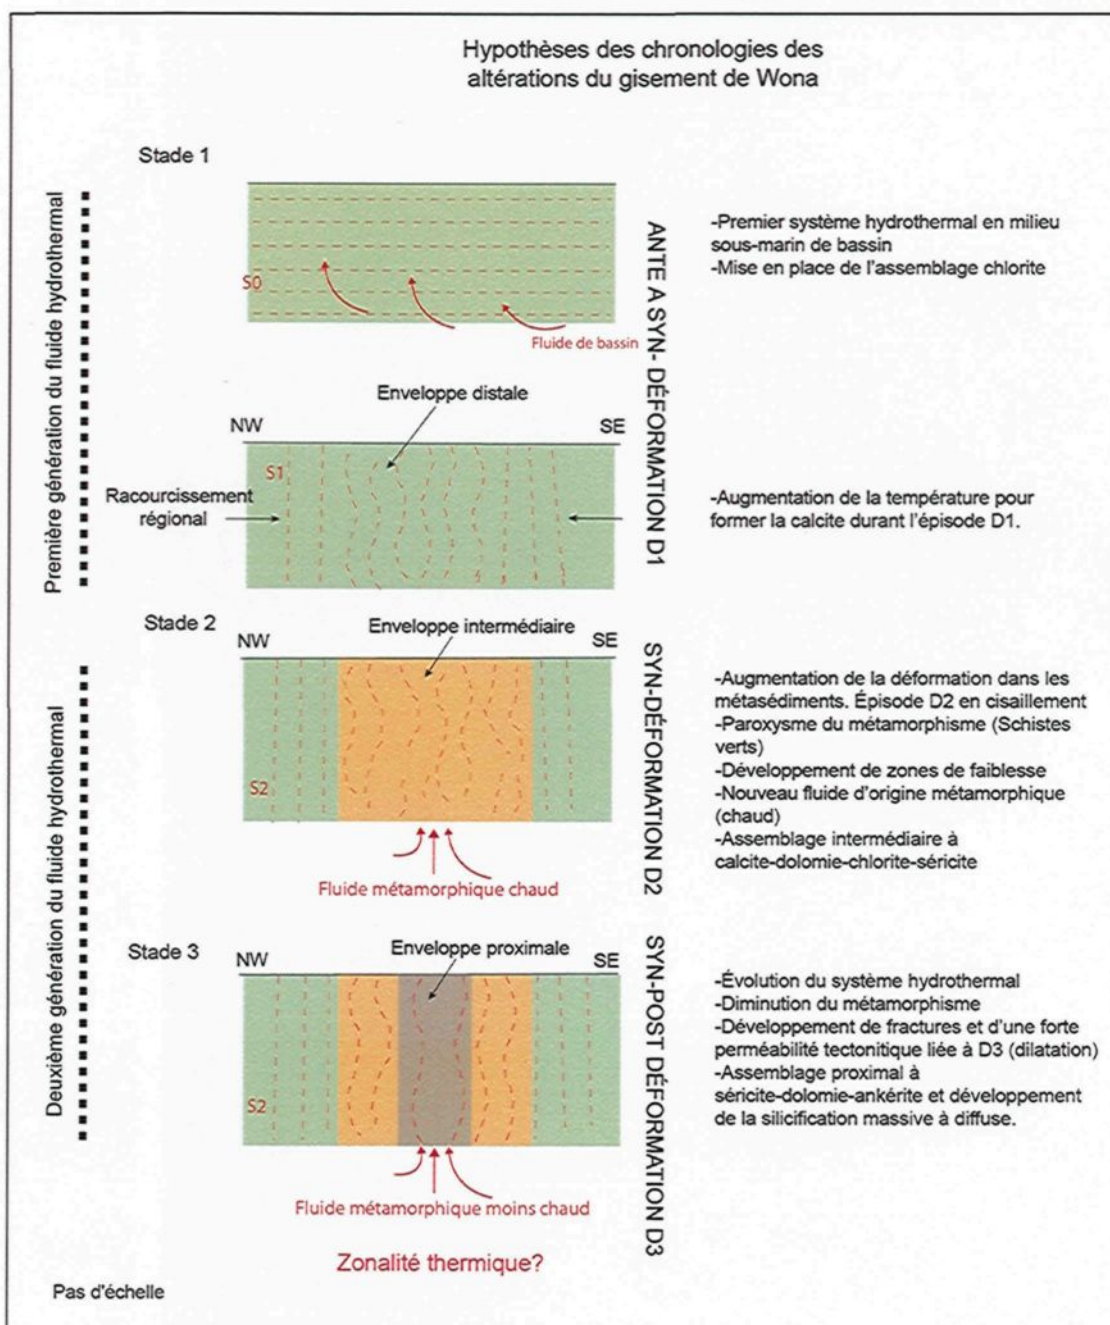 Hypothèses des chronologies des
altérations du gisement de Wona
Première génération du fluide hydrothermal
Stade 1
S0
Fluide de bassin
ANTE A SYN- DÉFORMATION D1
-Premier système hydrothermal en milieu
sous-marin de bassin
-Mise en place de l'assemblage chlorite
Enveloppe distale
NW
SE
S1
Racourcissement
régional
-Augmentation de la température pour
former la calcite durant l'épisode D1.
Deuxième génération du fluide hydrothermal
Stade 2
NW
Enveloppe intermédiaire
SE
S2
Fluide métamorphique chaud
SYN-DÉFORMATION D2
-Augmentation de la déformation dans les
métasédiments. Épisode D2 en cisaillement
-Paroxysme du métamorphisme (Schistes
verts)
-Développement de zones de faiblesse
-Nouveau fluide d'origine métamorphique
(chaud)
-Assemblage intermédiaire à
calcite-dolomie-chlorite-séricite
Stade 3
NW
Enveloppe proximale
SE
S2
Fluide métamorphique moins chaud
SYN-POST DÉFORMATION D3
-Évolution du système hydrothermal
-Diminution du métamorphisme
-Développement de fractures et d'une forte
perméabilité tectonitique liée à D3 (dilatation)
-Assemblage proximal à
séricite-dolomie-ankérite et développement
de la silicification massive à diffuse.
Zonalité thermique?
Pas d'échelle